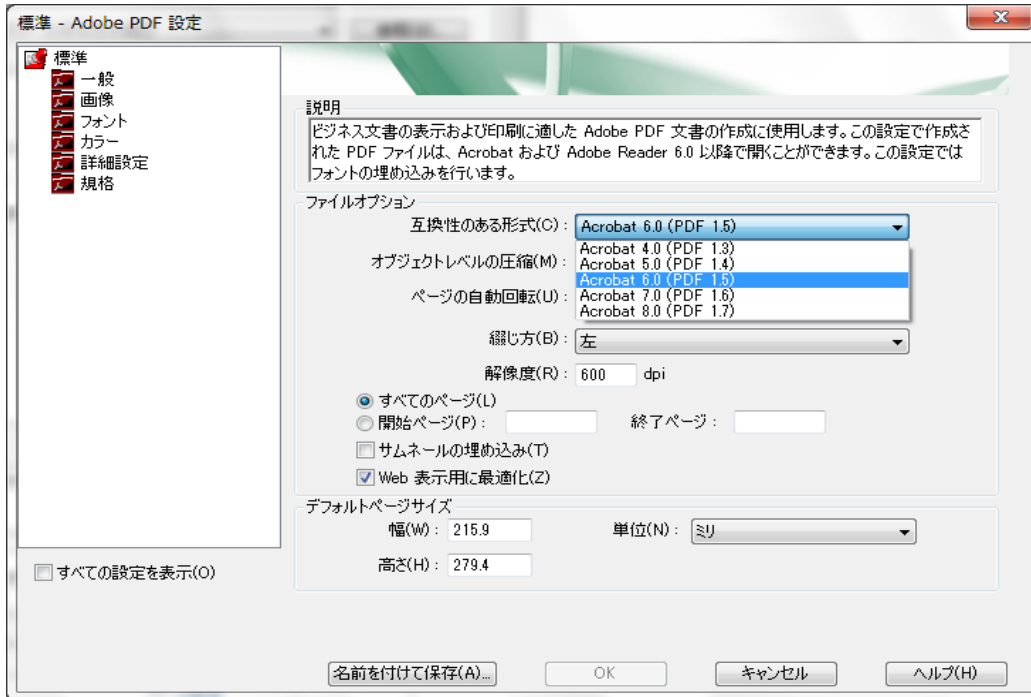 標準 - Adobe PDF 設定
標準
一般
画像
フォント
カラー
詳細設定
規格
すべての設定を表示(O)
説明
ビジネス文書の表示および印刷に適した Adobe PDF 文書の作成に使用します。この設定で作成さ
れた PDF ファイルは、Acrobat および Adobe Reader 6.0 以降で開くことができます。この設定では
フォントの埋め込みを行います。
ファイルオプション
互換性のある形式(C)： Acrobat 6.0 (PDF 1.5)
Acrobat 4.0 (PDF 1.3)
オブジェクトレベルの圧縮(M)： Acrobat 5.0 (PDF 1.4)
Acrobat 6.0 (PDF 1.5)
ページの自動回転(U)： Acrobat 7.0 (PDF 1.6)
Acrobat 8.0 (PDF 1.7)
綴じ方(B)： 左
解像度(R)： 600 dpi
すべてのページ(L)
開始ページ(P)： 終了ページ：
サムネールの埋め込み(T)
Web 表示用に最適化(Z)
デフォルトページサイズ
幅(W)： 215.9 単位(N)： ミリ
高さ(H)： 279.4
名前を付けて保存(A)... OK キャンセル ヘルプ(H)